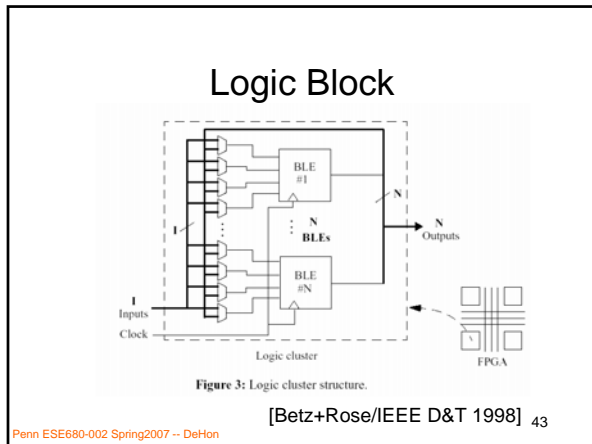 Logic Block
BLE
#1
N
I
N
BLEs
N
Outputs
BLE
#N
I
Inputs
Clock
Logic cluster
FPGA
Figure 3: Logic cluster structure.
[Betz+Rose/IEEE D&T 1998]
43
Penn ESE680-002 Spring2007 -- DeHon